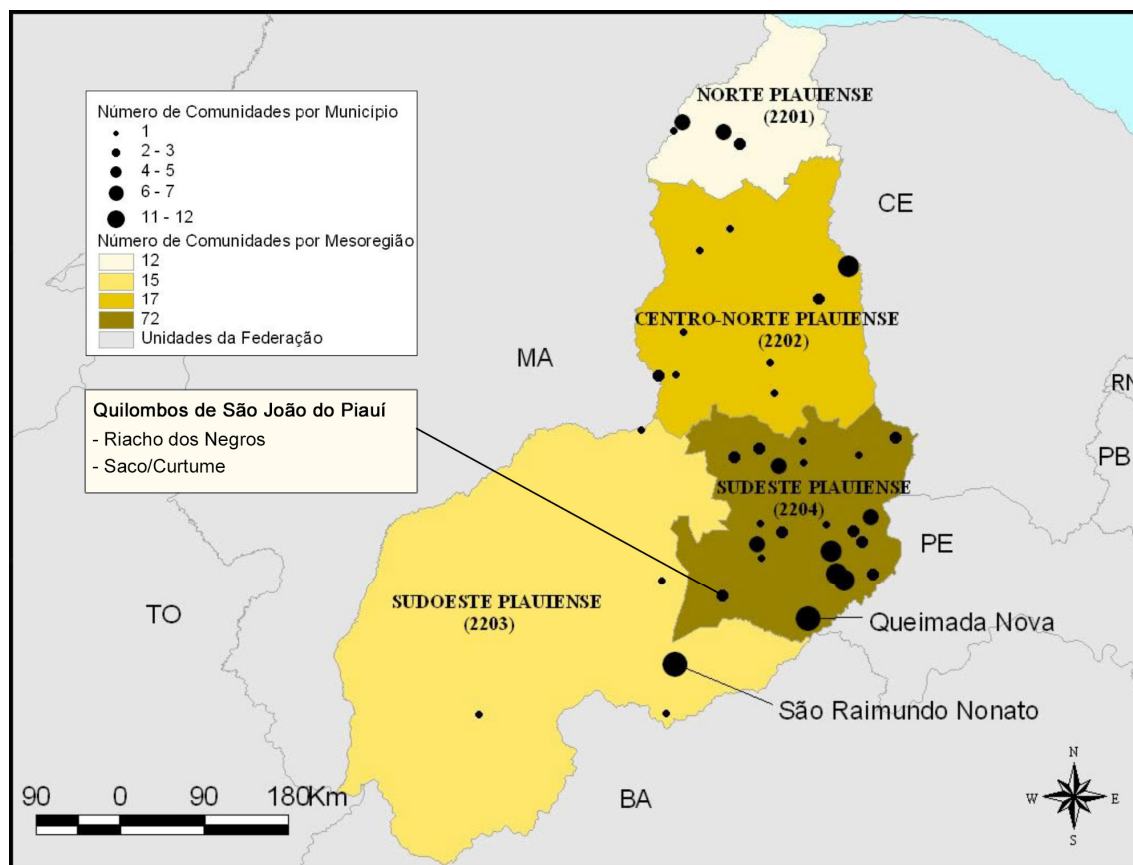 Número de Comunidades por Município
1
2 - 3
4 - 5
6 - 7
11 - 12
Número de Comunidades por Mesoregião
12
15
17
72
Unidades da Federação
NORTE PIAUIENSE
(2201)
CE
CENTRO-NORTE PIAUIENSE
(2202)
MA
RN
PB
Quilombos de São João do Piauí
- Riacho dos Negros
- Saco/Curtume
SUDESTE PIAUIENSE
(2204)
PE
TO
SUDOESTE PIAUIENSE
(2203)
Queimada Nova
São Raimundo Nonato
BA
90 0 90 180Km
N
W E
S